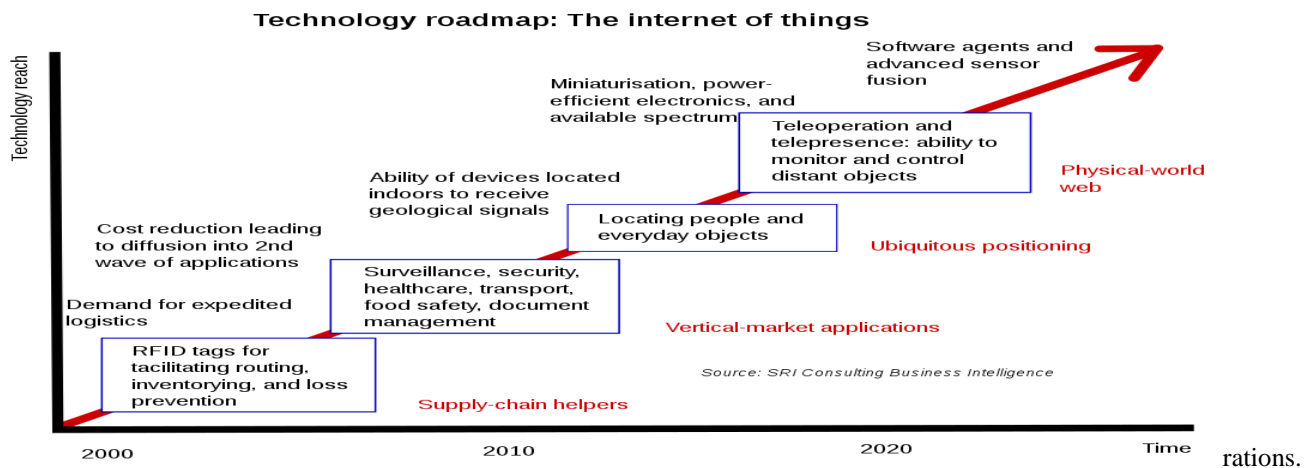 Technology roadmap: The internet of things
Technology reach
Software agents and
advanced sensor
fusion
Miniaturisation, power-
efficient electronics, and
available spectrum
Teleoperation and
telepresence: ability to
monitor and control
distant objects
Physical-world
web
Ability of devices located
indoors to receive
geological signals
Locating people and
everyday objects
Ubiquitous positioning
Cost reduction leading
to diffusion into 2nd
wave of applications
Surveillance, security,
healthcare, transport,
food safety, document
management
Vertical-market applications
Demand for expedited
logistics
RFID tags for
tacilitating routing,
inventorying, and loss
prevention
Supply-chain helpers
Source: SRI Consulting Business Intelligence
2000
2010
2020
Time
rations.